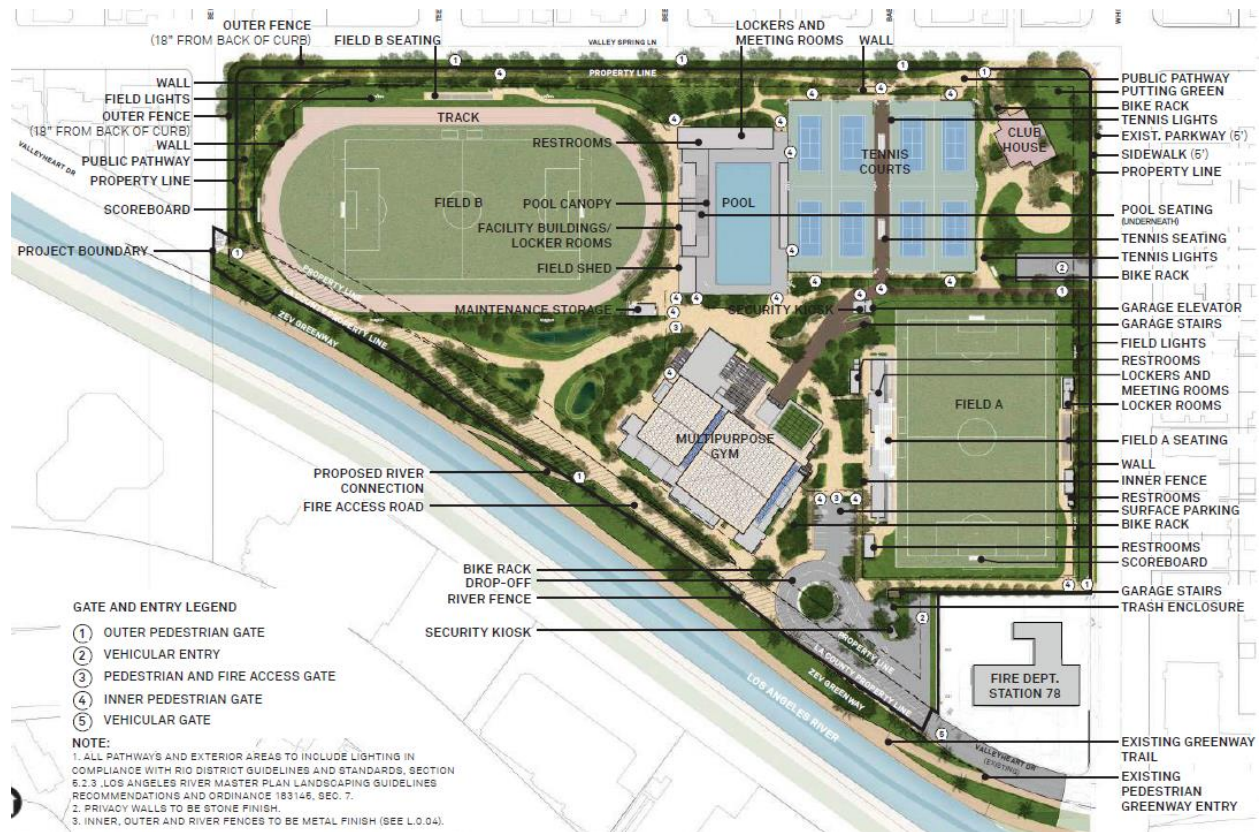 OUTER FENCE
(18" FROM BACK OF CURB)
FIELD B SEATING
VALLEY SPRING LN
LOCKERS AND
MEETING ROOMS
WALL
PROPERTY LINE
WALL
FIELD LIGHTS
OUTER FENCE
(18" FROM BACK OF CURB)
WALL
VALLEYHEART DR
PUBLIC PATHWAY
PROPERTY LINE
SCOREBOARD
PROJECT BOUNDARY
TRACK
FIELD B
RESTROOMS
POOL CANOPY
POOL
FACILITY BUILDINGS/
LOCKER ROOMS
FIELD SHED
MAINTENANCE STORAGE
SECURITY KIOSK
TENNIS
COURTS
CLUB
HOUSE
PUBLIC PATHWAY
PUTTING GREEN
BIKE RACK
TENNIS LIGHTS
EXIST. PARKWAY (5')
SIDEWALK (5')
PROPERTY LINE
POOL SEATING
(UNDERNEATH)
TENNIS SEATING
TENNIS LIGHTS
BIKE RACK
GARAGE ELEVATOR
GARAGE STAIRS
FIELD LIGHTS
RESTROOMS
LOCKERS AND
MEETING ROOMS
LOCKER ROOMS
FIELD A SEATING
WALL
INNER FENCE
RESTROOMS
SURFACE PARKING
BIKE RACK
RESTROOMS
SCOREBOARD
GARAGE STAIRS
TRASH ENCLOSURE
FIELD A
MULTIPURPOSE
GYM
PROPERTY LINE
LA COUNTY PROPERTY LINE
ZEV GREENWAY
PROPOSED RIVER
CONNECTION
FIRE ACCESS ROAD
BIKE RACK
DROP-OFF
RIVER FENCE
SECURITY KIOSK
PROPERTY LINE
LA COUNTY PROPERTY LINE
ZEV GREENWAY
LOS ANGELES RIVER
FIRE DEPT.
STATION 78
VALLEYHEART DR
(EXISTING)
EXISTING GREENWAY
TRAIL
EXISTING
PEDESTRIAN
GREENWAY ENTRY
GATE AND ENTRY LEGEND
1 OUTER PEDESTRIAN GATE
2 VEHICULAR ENTRY
3 PEDESTRIAN AND FIRE ACCESS GATE
4 INNER PEDESTRIAN GATE
5 VEHICULAR GATE
NOTE:
1. ALL PATHWAYS AND EXTERIOR AREAS TO INCLUDE LIGHTING IN
COMPLIANCE WITH RIO DISTRICT GUIDELINES AND STANDARDS, SECTION
5.2.3 ,LOS ANGELES RIVER MASTER PLAN LANDSCAPING GUIDELINES
RECOMMENDATIONS AND ORDINANCE 183145, SEC. 7.
2. PRIVACY WALLS TO BE STONE FINISH.
3. INNER, OUTER AND RIVER FENCES TO BE METAL FINISH (SEE L.0.04).